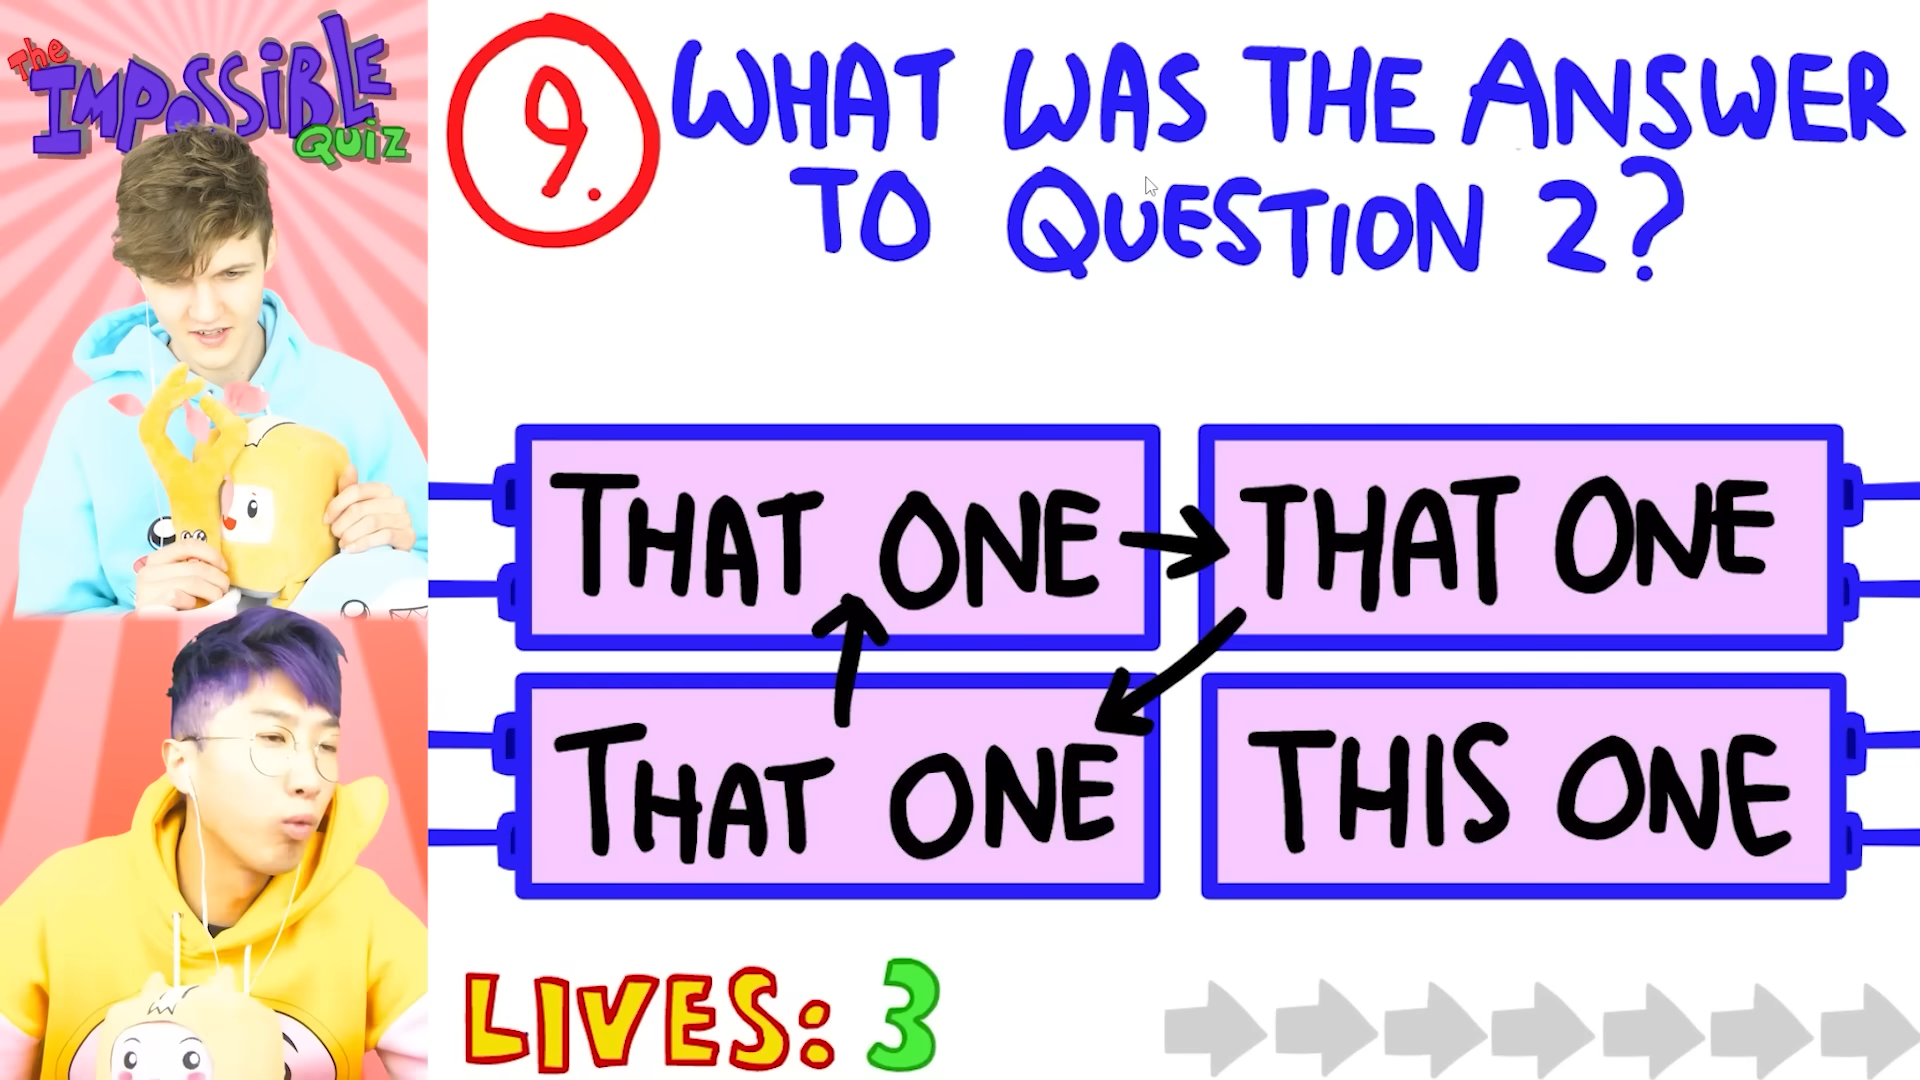 The
IMPOSSIBLE
QUIZ
9.
WHAT WAS THE ANSWER
TO QUESTION 2?
THAT ONE
THAT ONE
THAT ONE
THIS ONE
LIVES: 3